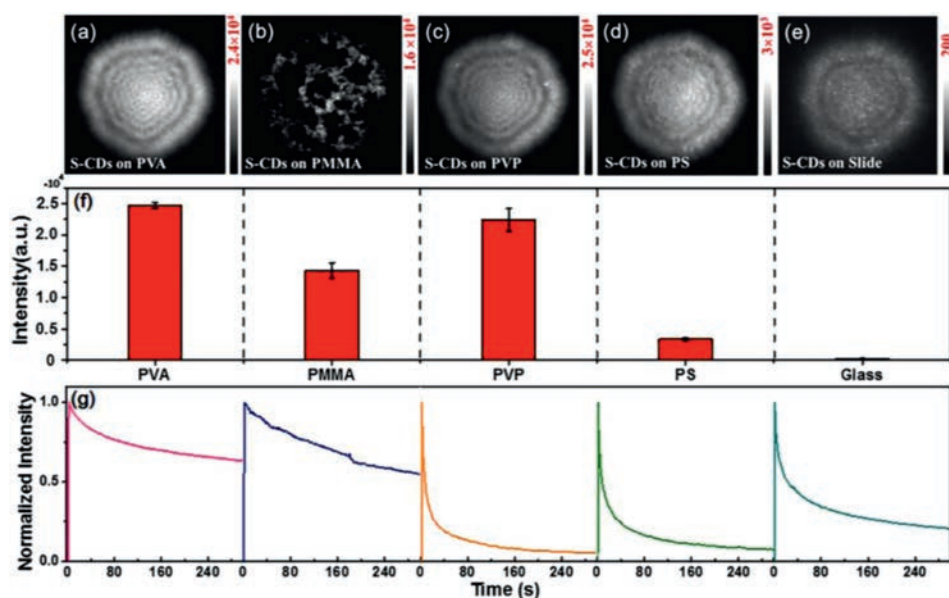 (a) 2.4×10⁴ (b) 1.6×10⁴ (c) 2.5×10⁴ (d) 3×10³ (e) 200
S-CDs on PVA S-CDs on PMMA S-CDs on PVP S-CDs on PS S-CDs on Slide
(f)
Intensity(a.u.)
2.5
2.0
1.5
1.0
0.5
0
PVA PMMA PVP PS Glass
(g)
Normalized Intensity
1.0
0.5
0.0
0 80 160 240 0 80 160 240 0 80 160 240 0 80 160 240 0 80 160 240
Time (s)